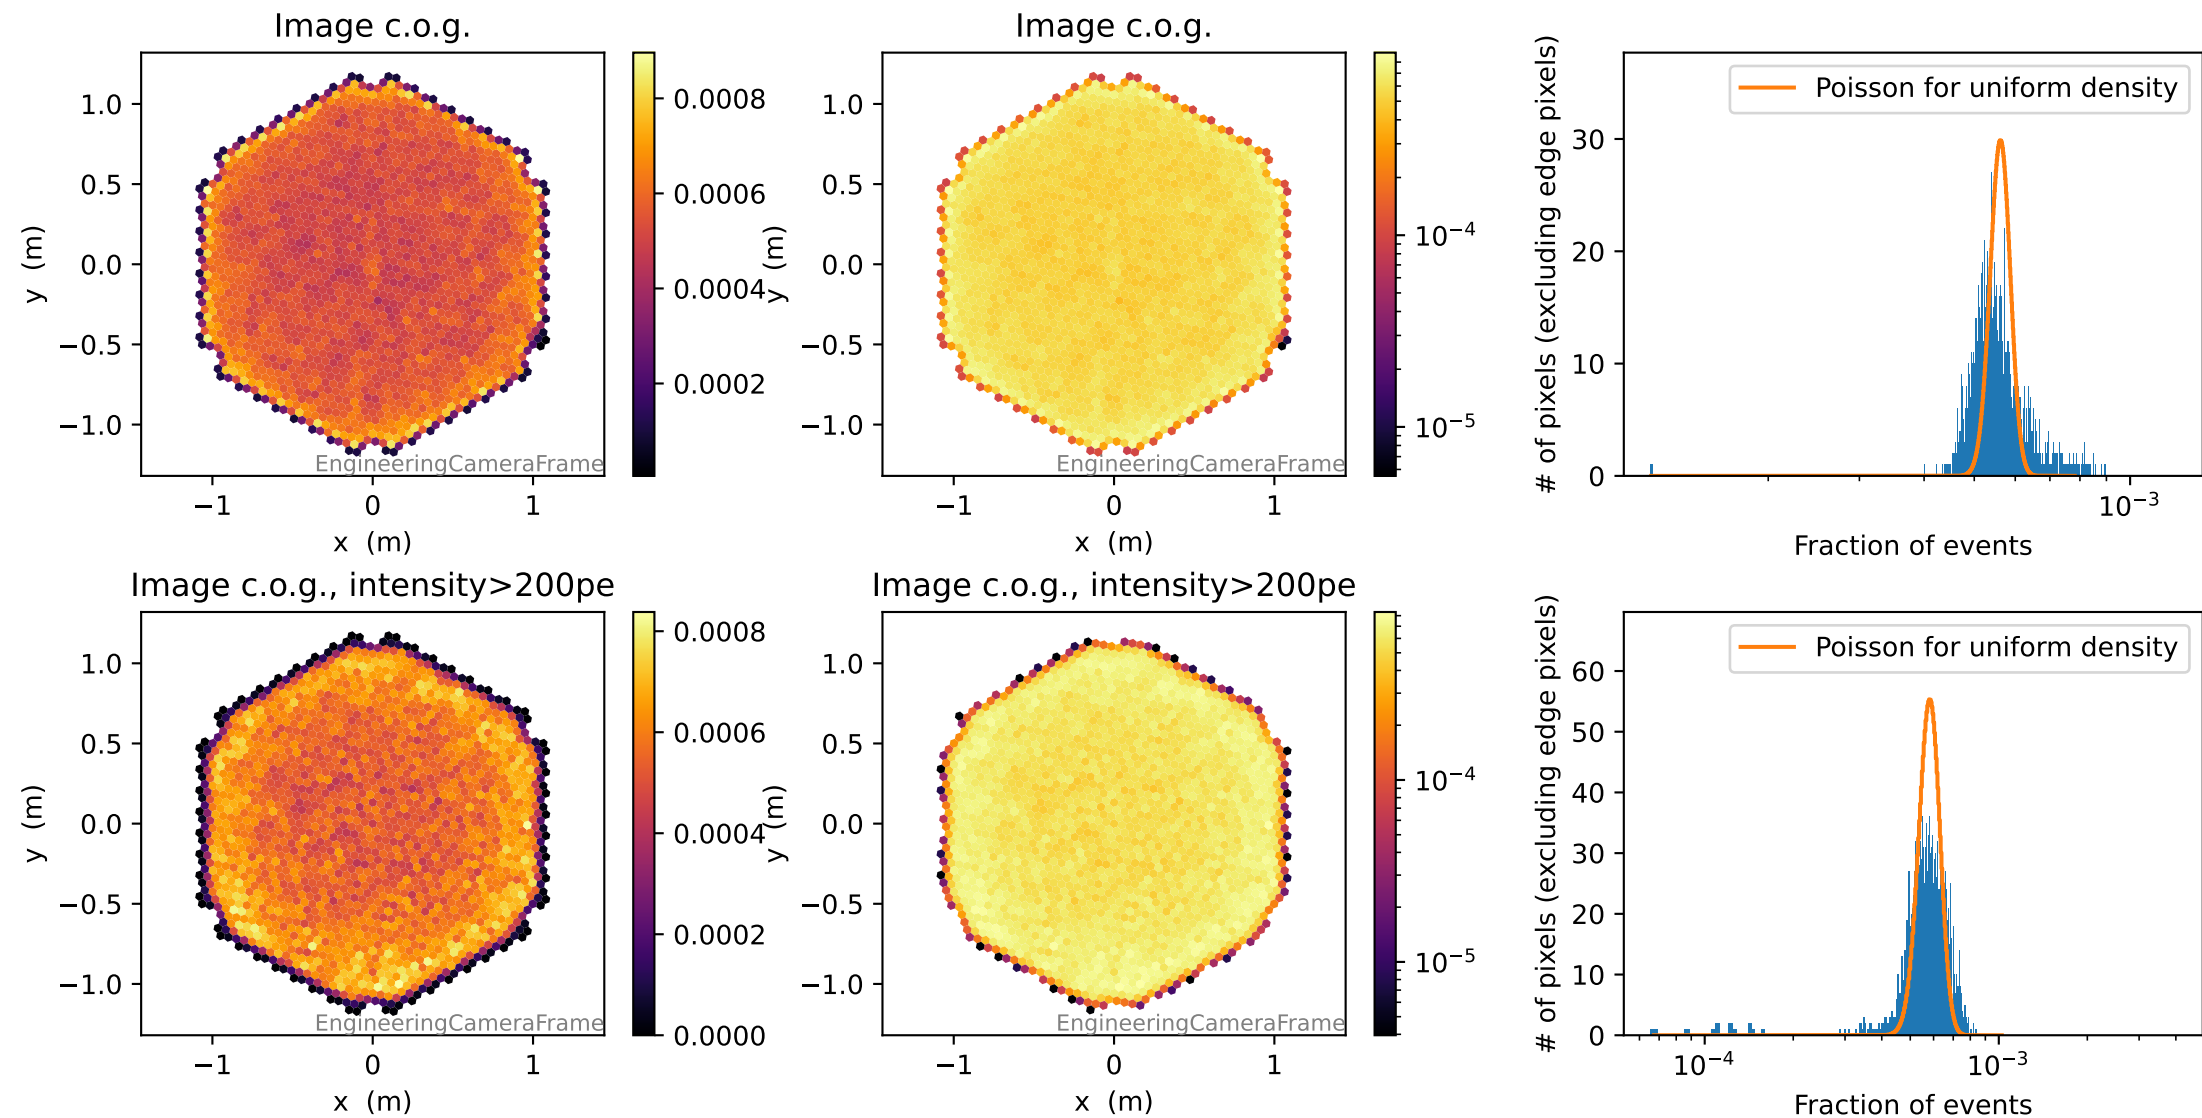 Image c.o.g.
1.0
0.5
0.0
−0.5
−1.0
y (m)
−1
0
1
x (m)
EngineeringCameraFrame
0.0008
0.0006
0.0004
0.0002
Image c.o.g.
1.0
0.5
0.0
−0.5
−1.0
y (m)
−1
0
1
x (m)
EngineeringCameraFrame
10−4
10−5
# of pixels (excluding edge pixels)
30
20
10
0
Poisson for uniform density
10−3
Fraction of events
Image c.o.g., intensity>200pe
1.0
0.5
0.0
−0.5
−1.0
y (m)
−1
0
1
x (m)
EngineeringCameraFrame
0.0008
0.0006
0.0004
0.0002
0.0000
Image c.o.g., intensity>200pe
1.0
0.5
0.0
−0.5
−1.0
y (m)
−1
0
1
x (m)
EngineeringCameraFrame
10−4
10−5
# of pixels (excluding edge pixels)
60
50
40
30
20
10
0
Poisson for uniform density
10−4
10−3
Fraction of events